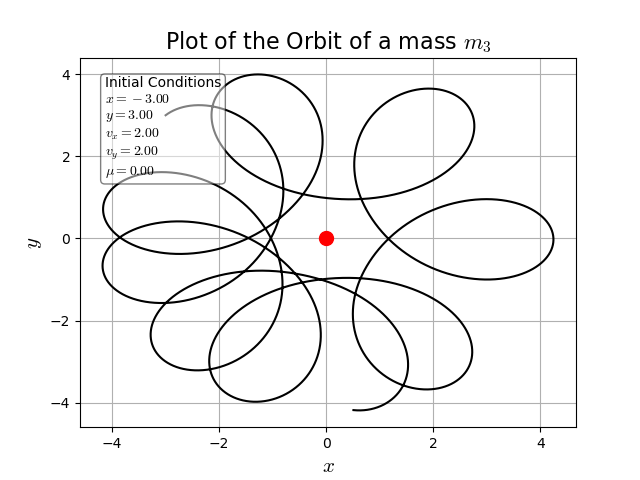 Plot of the Orbit of a mass m₃
Initial Conditions
x = −3.00
y = 3.00
vₓ = 2.00
v_y = 2.00
μ = 0.00
4
2
0
−2
−4
y
−4 −2 0 2 4
x